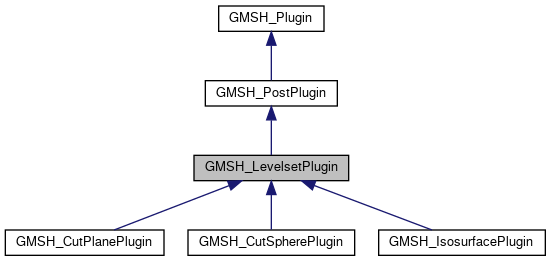 GMSH_Plugin
GMSH_PostPlugin
GMSH_LevelsetPlugin
GMSH_CutPlanePlugin
GMSH_CutSpherePlugin
GMSH_IsosurfacePlugin